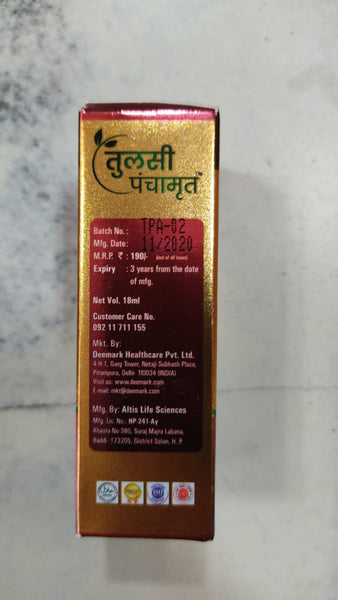 तुलसी
पंचामृत™
Batch No. : TPA-02
Mfg. Date: 11/2020
M.R.P. ₹ : 190/- (incl of all taxes)
Expiry : 3 years from the date
of mfg.
Net Vol. 18ml
Customer Care No.
092 11 711 155
Mkt. By:
Deemark Healthcare Pvt. Ltd.
4 H 1, Garg Tower, Netaji Subhash Place,
Pitampura, Delhi- 110034 (INDIA)
Visit us: www.deemark.com
E-mail: mkt@deemark.com
Mfg. By: Altis Life Sciences
Mfg. Lic. No.: HP-241-Ay
Khasra No 380, Suraj Majra Labana,
Baddi -173205, District Solan, H. P.